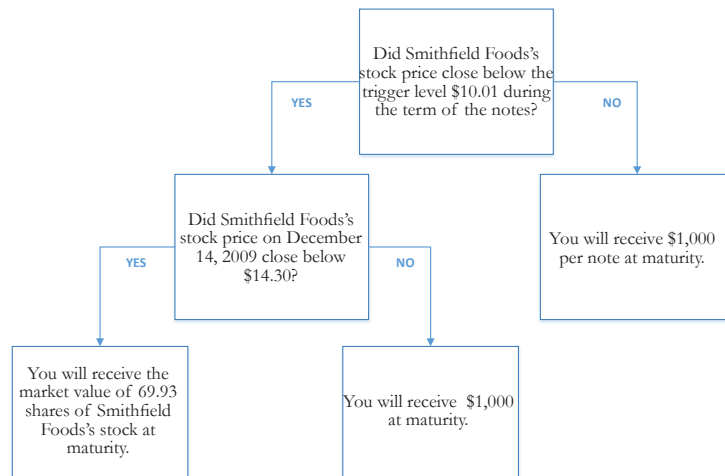 Did Smithfield Foods's
stock price close below the
trigger level $10.01 during
the term of the notes?
YES
NO
Did Smithfield Foods's
stock price on December
14, 2009 close below
$14.30?
You will receive $1,000
per note at maturity.
YES
NO
You will receive the
market value of 69.93
shares of Smithfield
Foods's stock at
maturity.
You will receive $1,000
at maturity.